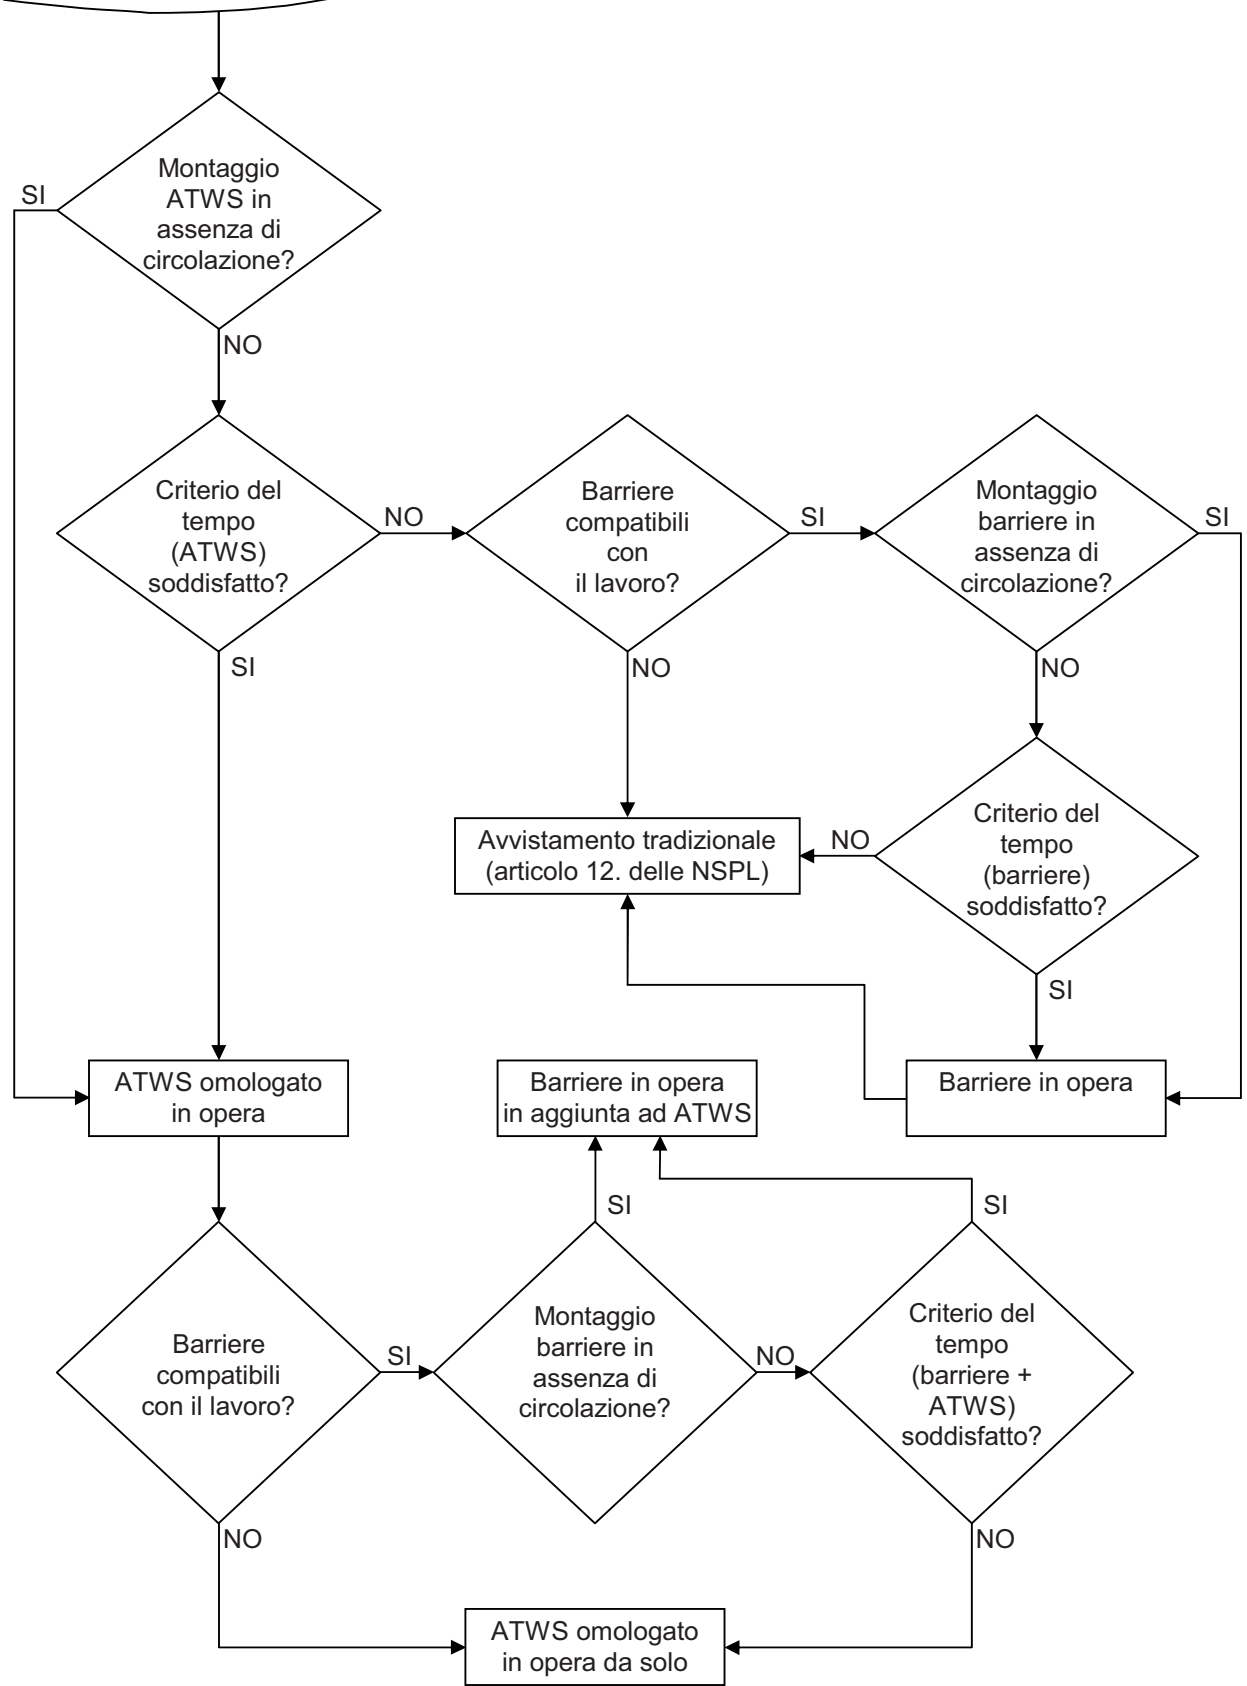 Montaggio
ATWS in
assenza di
circolazione?
SI
NO
Criterio del
tempo
(ATWS)
soddisfatto?
NO
SI
Barriere
compatibili
con
il lavoro?
SI
NO
Montaggio
barriere in
assenza di
circolazione?
SI
NO
Criterio del
tempo
(barriere)
soddisfatto?
NO
SI
Avvistamento tradizionale
(articolo 12. delle NSPL)
ATWS omologato
in opera
Barriere in opera
in aggiunta ad ATWS
Barriere in opera
Barriere
compatibili
con il lavoro?
SI
NO
Montaggio
barriere in
assenza di
circolazione?
SI
NO
Criterio del
tempo
(barriere +
ATWS)
soddisfatto?
SI
NO
ATWS omologato
in opera da solo